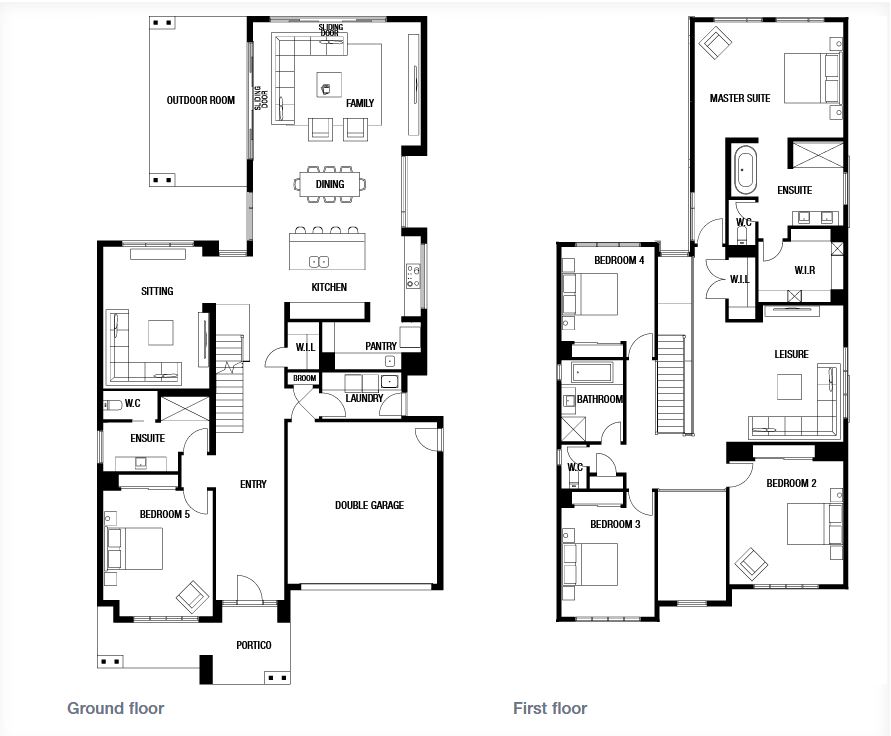 SLIDING
DOOR
OUTDOOR ROOM
SLIDING
DOOR
FAMILY
DINING
KITCHEN
SITTING
W.I.L
PANTRY
BROOM
LAUNDRY
W.C
ENSUITE
ENTRY
DOUBLE GARAGE
BEDROOM 5
PORTICO
Ground floor
MASTER SUITE
ENSUITE
W.C
BEDROOM 4
W.I.L
W.I.R
LEISURE
BATHROOM
W.C
BEDROOM 2
BEDROOM 3
First floor